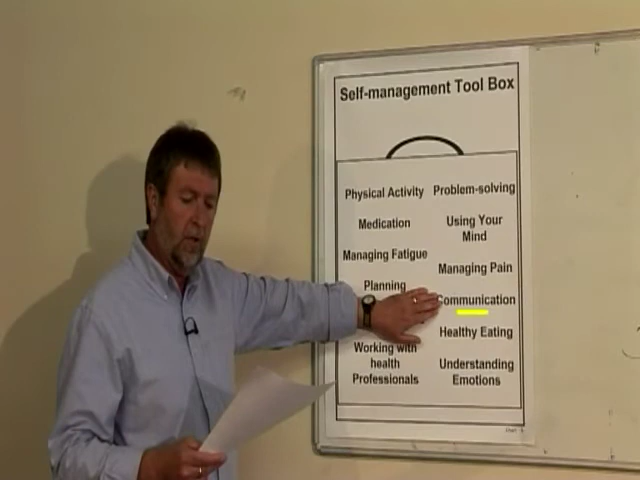 Self-management Tool Box
Physical Activity
Medication
Managing Fatigue
Planning
Working with
health
Professionals
Problem-solving
Using Your
Mind
Managing Pain
Communication
Healthy Eating
Understanding
Emotions